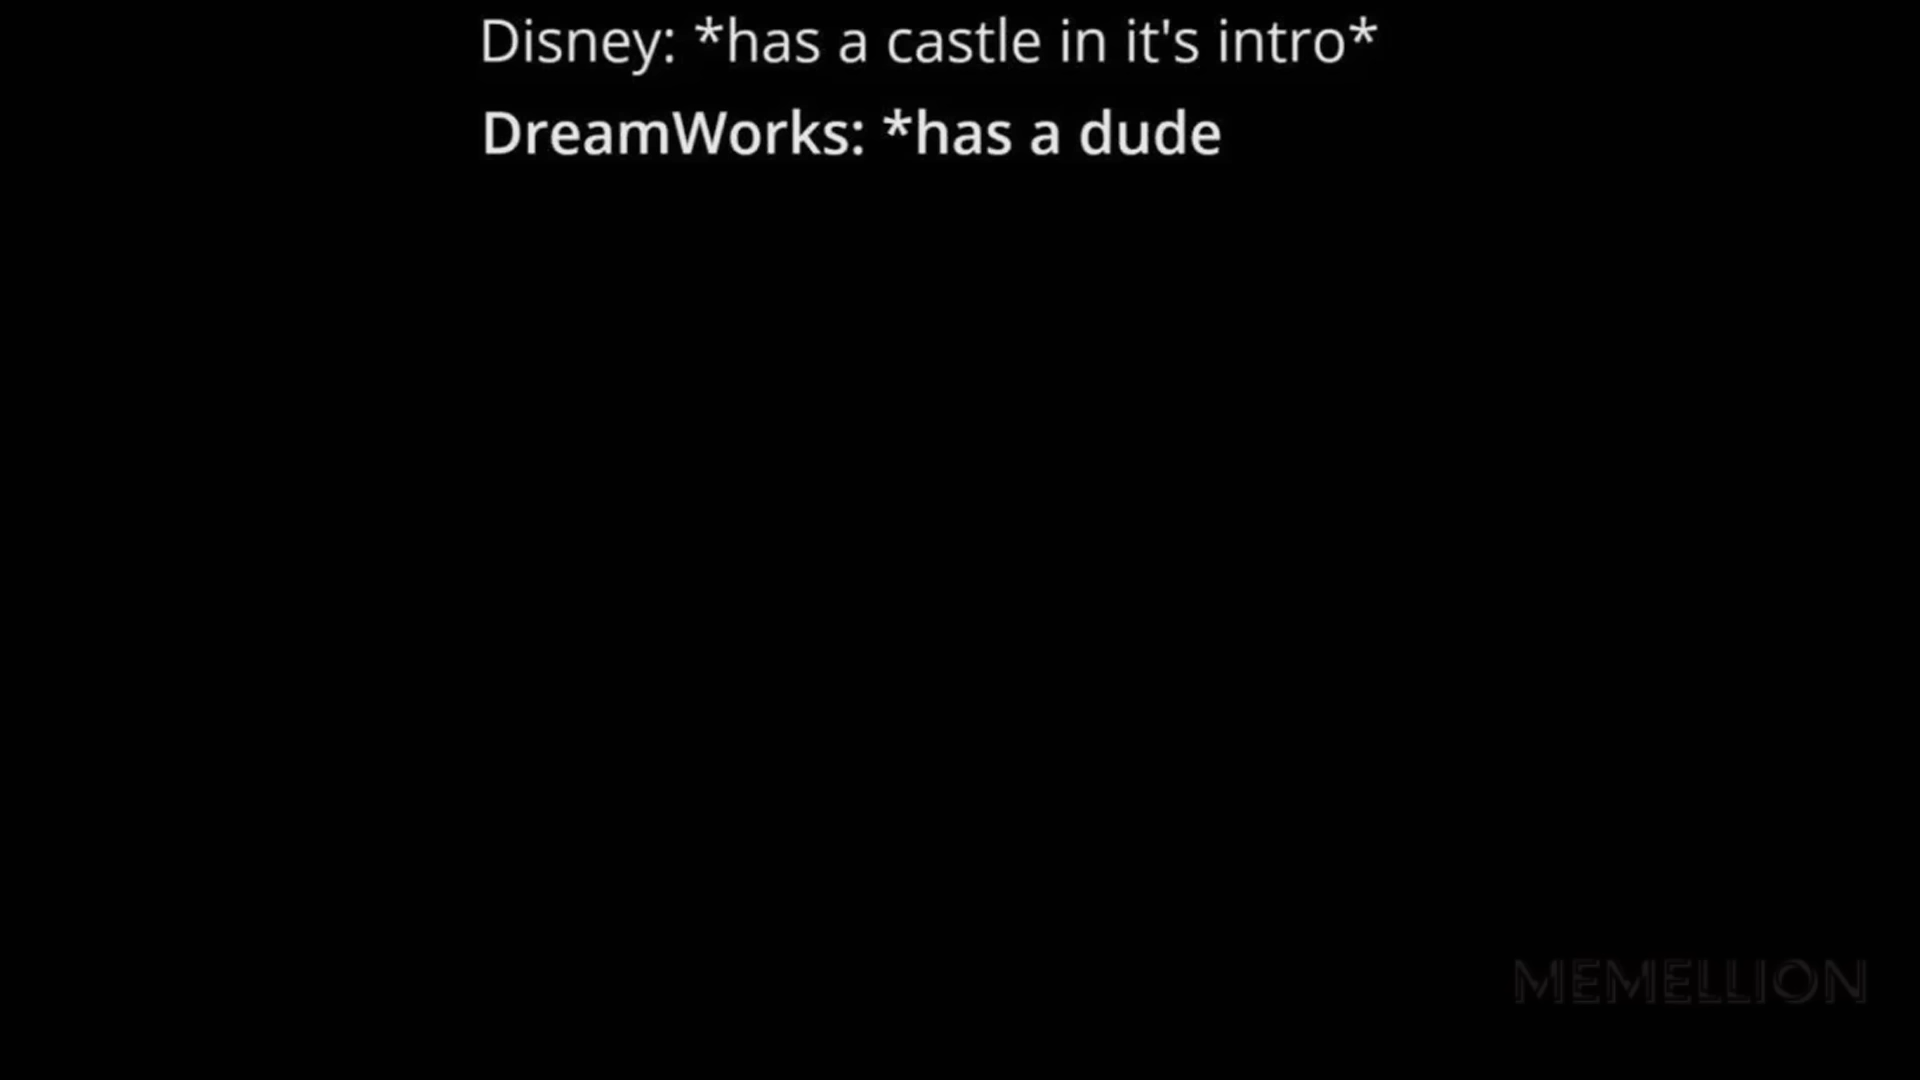 Disney: *has a castle in it's intro*
DreamWorks: *has a dude
MEMELLION